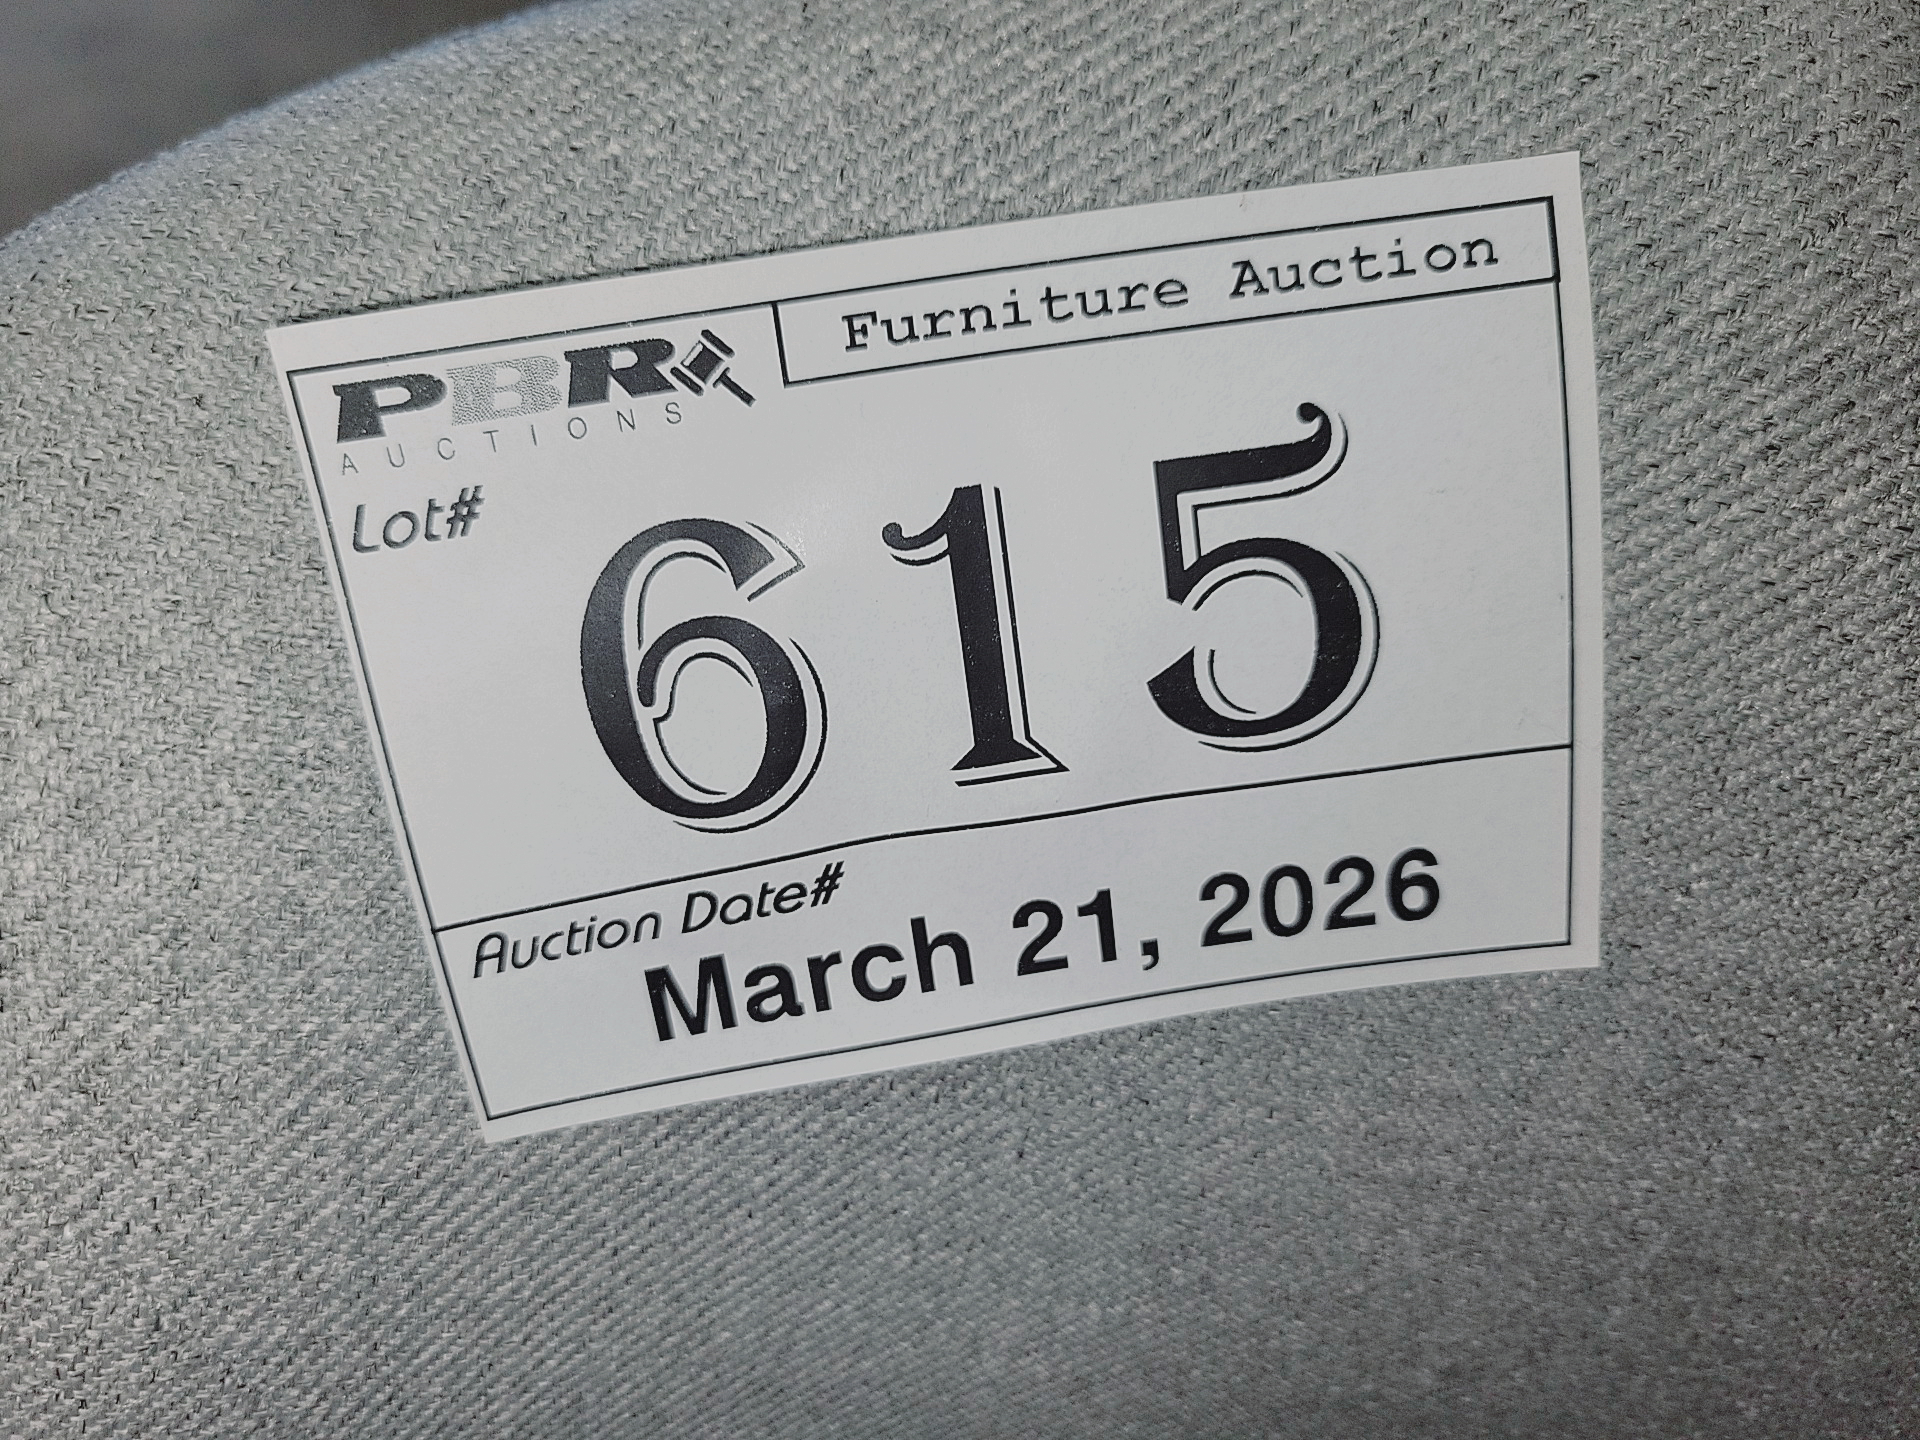 PBR
AUCTIONS
Furniture Auction
Lot#
615
Auction Date#
March 21, 2026